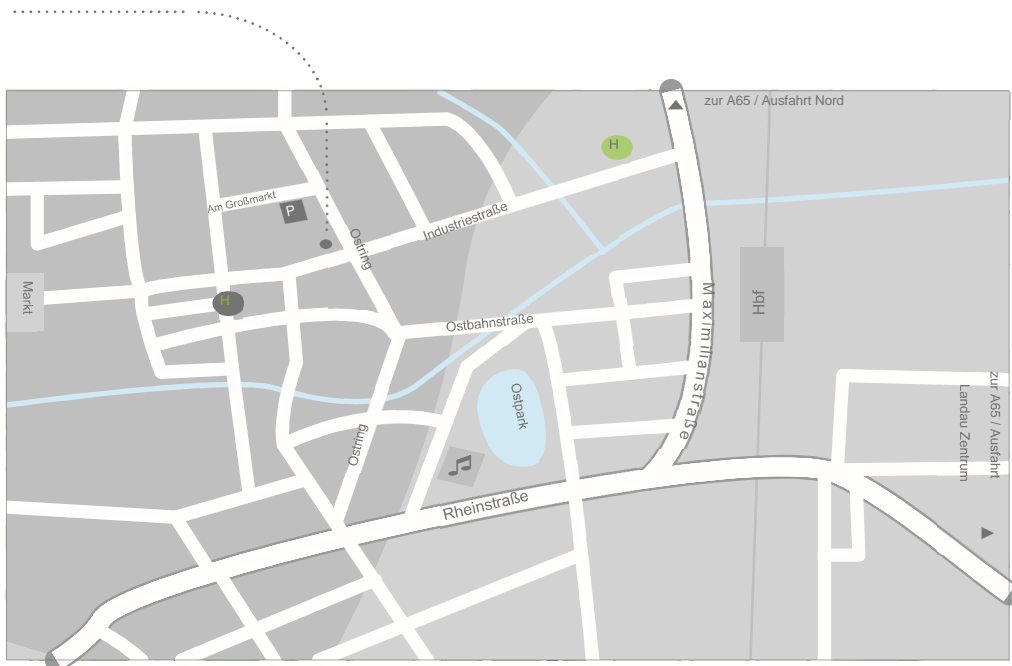 zur A65 / Ausfahrt Nord
H
Am Großmarkt
P
Industriestraße
Ostring
Markt
H
Hbf
Maximilianstraße
Ostbahnstraße
Ostpark
zur A65 / Ausfahrt
Landau Zentrum
Ostring
Rheinstraße